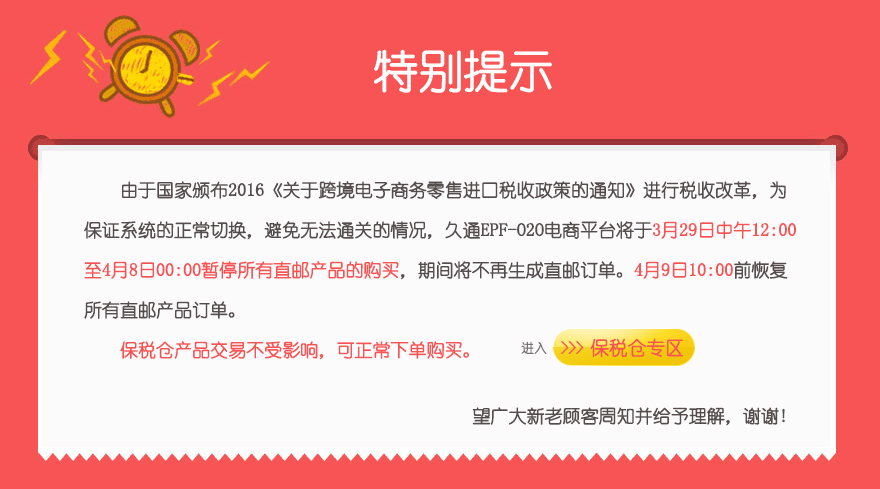 特别提示
由于国家颁布2016《关于跨境电子商务零售进口税收政策的通知》进行税收改革，为
保证系统的正常切换，避免无法通关的情况，久通EPF-O2O电商平台将于3月29日中午12:00
至4月8日00:00暂停所有直邮产品的购买，期间将不再生成直邮订单。4月9日10:00前恢复
所有直邮产品订单。
保税仓产品交易不受影响，可正常下单购买。 进入 >>> 保税仓专区
望广大新老顾客周知并给予理解，谢谢!